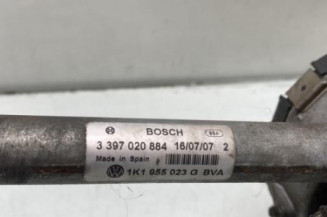 BOSCH
3 397 020 884 16/07/07 2
Made in Spain #
1K1 955 023 G BVA